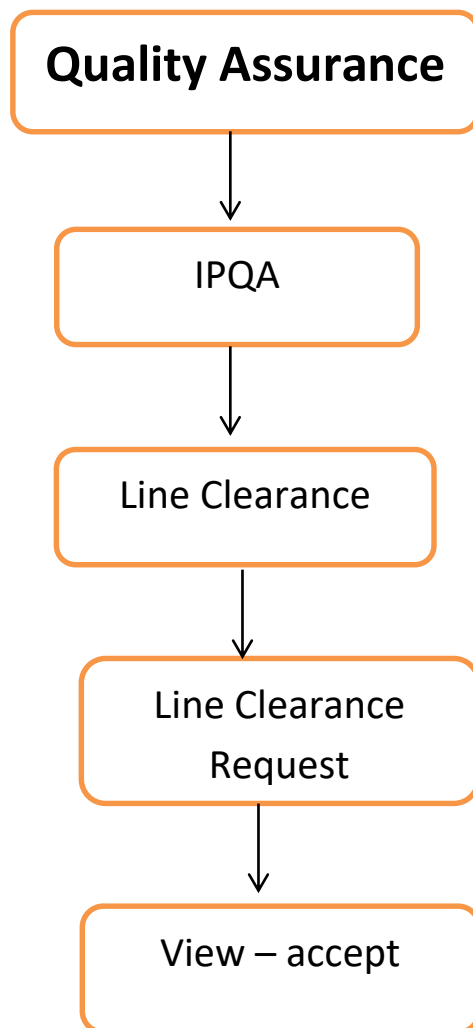 Quality Assurance
IPQA
Line Clearance
Line Clearance
Request
View – accept